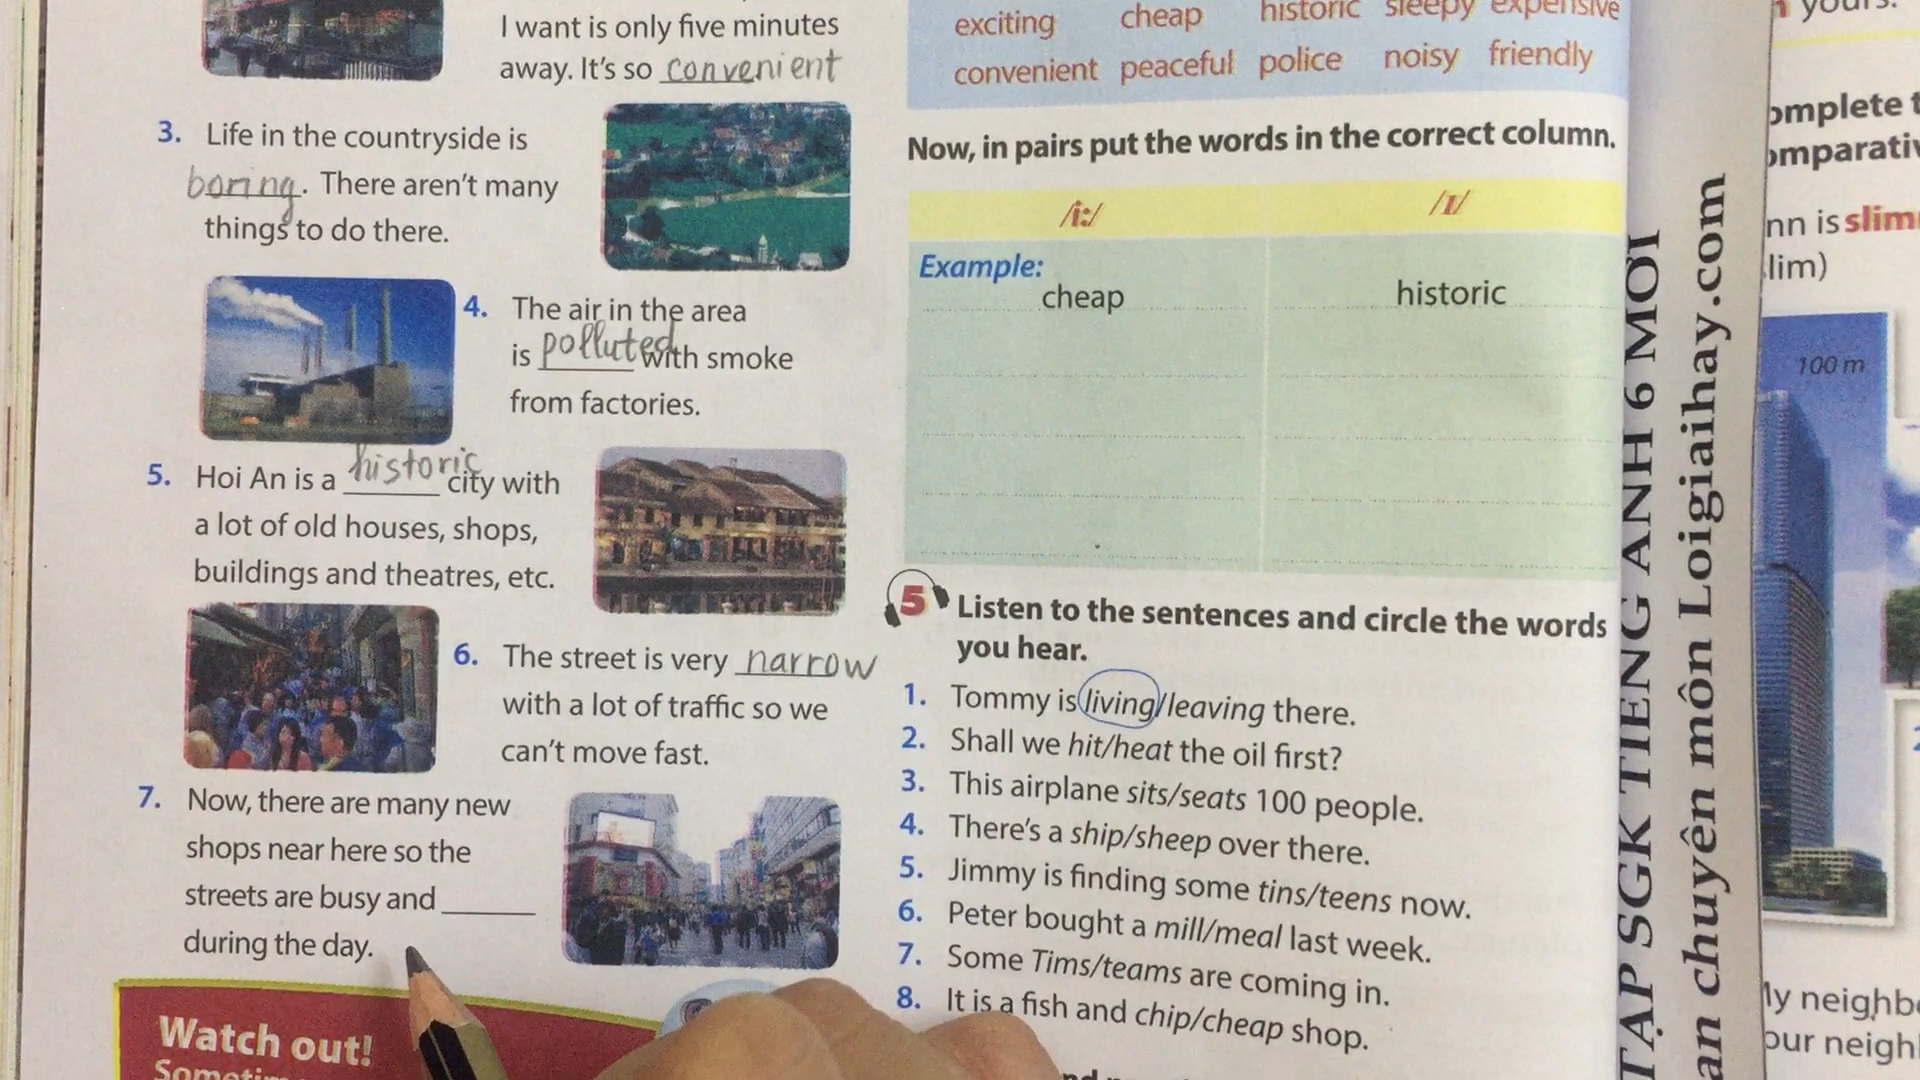 I want is only five minutes
away. It's so convenient
3. Life in the countryside is
boring. There aren't many
things to do there.
4. The air in the area
is polluted with smoke
from factories.
5. Hoi An is a historic city with
a lot of old houses, shops,
buildings and theatres, etc.
6. The street is very narrow
with a lot of traffic so we
can't move fast.
7. Now, there are many new
shops near here so the
streets are busy and ______
during the day.
Watch out!
exciting cheap historic sleepy expensive
convenient peaceful police noisy friendly
Now, in pairs put the words in the correct column.
/i:/ /ɪ/
Example:
cheap historic
5 Listen to the sentences and circle the words
you hear.
1. Tommy is living/leaving there.
2. Shall we hit/heat the oil first?
3. This airplane sits/seats 100 people.
4. There's a ship/sheep over there.
5. Jimmy is finding some tins/teens now.
6. Peter bought a mill/meal last week.
7. Some Tims/teams are coming in.
8. It is a fish and chip/cheap shop.
TẬP SGK TIẾNG ANH 6 MỚI
chuyên môn Loigiaihay.com
yours.
omplete
omparativ
nn is slim
lim)
100 m
ly neighb
our neigh